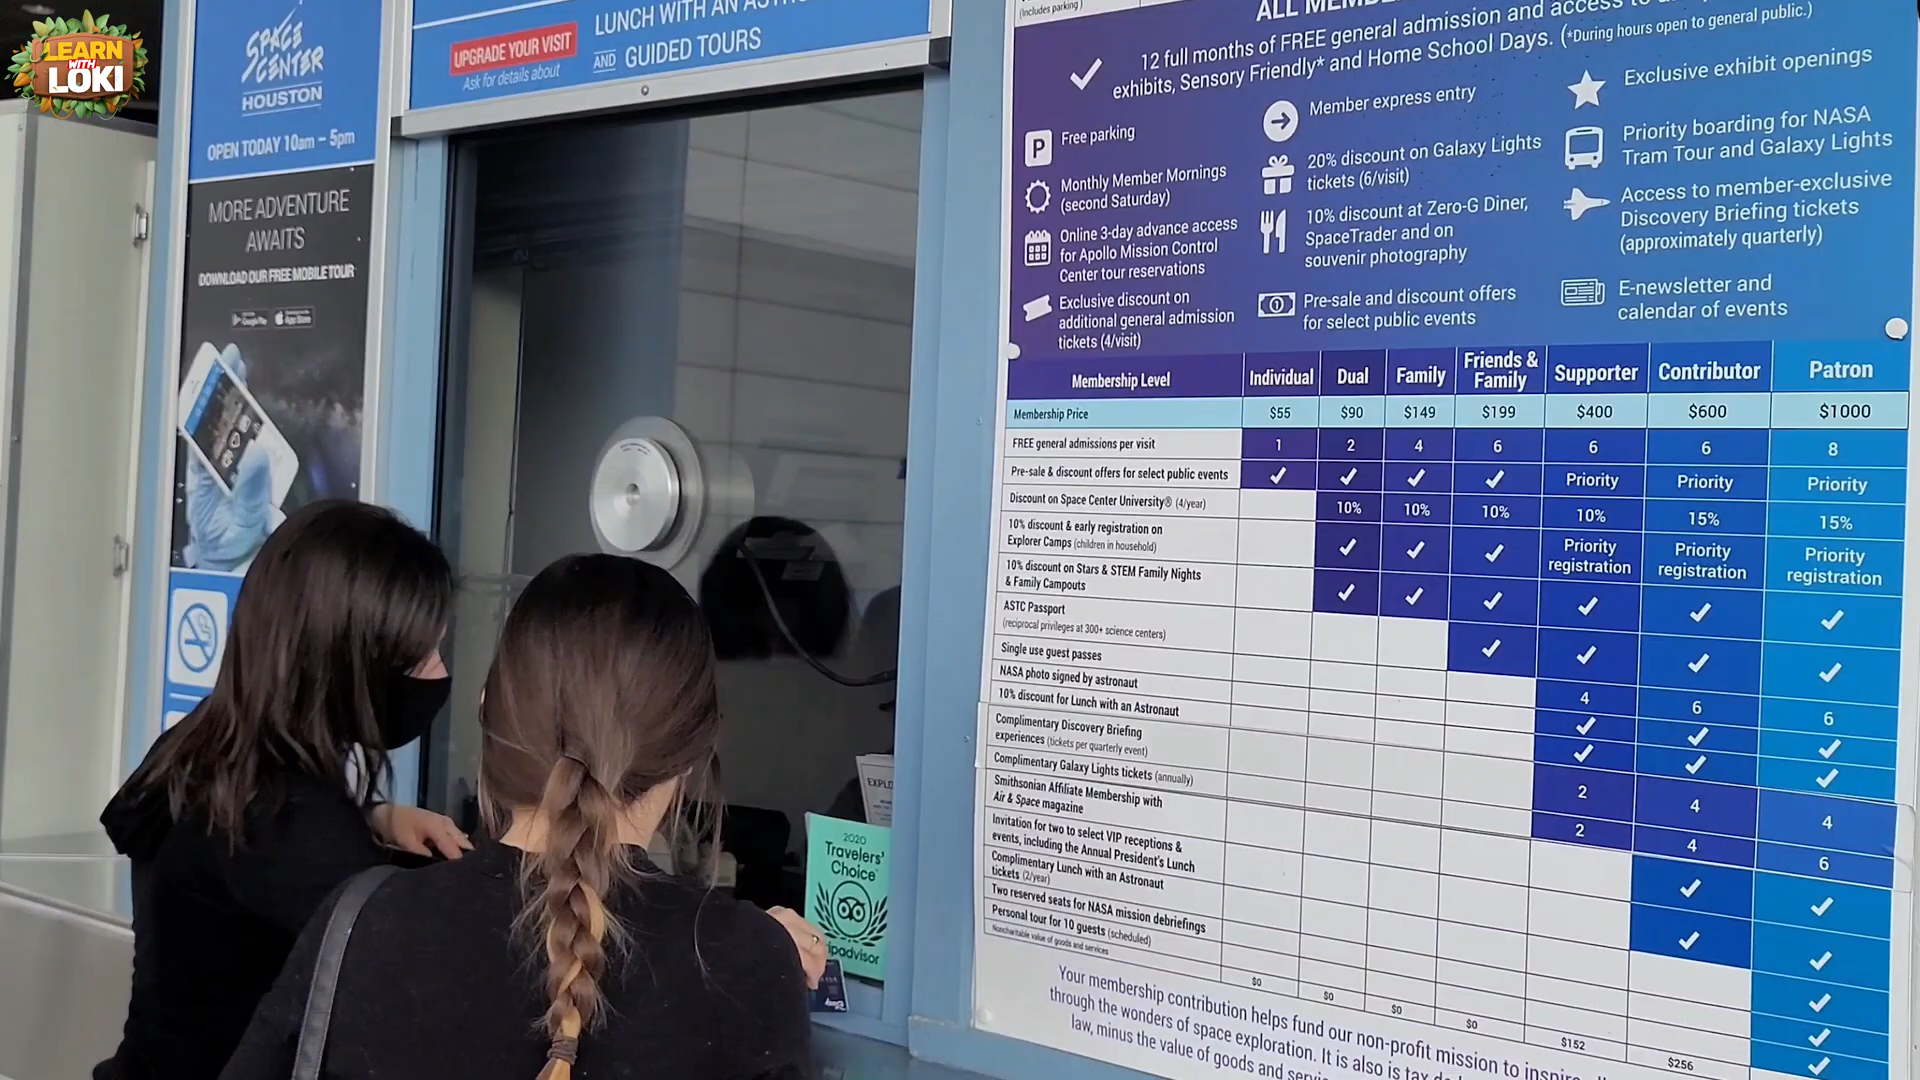 LEARN
WITH
LOKI
SPACE
CENTER
HOUSTON
OPEN TODAY 10am – 5pm
MORE ADVENTURE
AWAITS
DOWNLOAD OUR FREE MOBILE TOUR
Google Play
App Store
UPGRADE YOUR VISIT
Ask for details about
LUNCH WITH AN
AND GUIDED TOURS
EXPLO
2020
Travelers'
Choice
tripadvisor
(Includes parking)
12 full months of FREE general admission and access to
exhibits, Sensory Friendly* and Home School Days. (*During hours open to general public.)
Free parking
Monthly Member Mornings
(second Saturday)
Online 3-day advance access
for Apollo Mission Control
Center tour reservations
Exclusive discount on
additional general admission
tickets (4/visit)
Member express entry
20% discount on Galaxy Lights
tickets (6/visit)
10% discount at Zero-G Diner,
SpaceTrader and on
souvenir photography
Pre-sale and discount offers
for select public events
Exclusive exhibit openings
Priority boarding for NASA
Tram Tour and Galaxy Lights
Access to member-exclusive
Discovery Briefing tickets
(approximately quarterly)
E-newsletter and
calendar of events
Membership Level Individual Dual Family Friends & Family Supporter Contributor Patron
Membership Price $55 $90 $149 $199 $400 $600 $1000
FREE general admissions per visit 1 2 4 6 6 6 8
Pre-sale & discount offers for select public events ✓ ✓ ✓ ✓ Priority Priority Priority
Discount on Space Center University® (4/year) 10% 10% 10% 10% 15% 15%
10% discount & early registration on
Explorer Camps (children in household) ✓ ✓ ✓ Priority registration Priority registration Priority registration
10% discount on Stars & STEM Family Nights
& Family Campouts ✓ ✓ ✓ ✓ ✓ ✓
ASTC Passport
(reciprocal privileges at 300+ science centers) ✓ ✓ ✓ ✓
Single use guest passes 4 6 6
NASA photo signed by astronaut ✓ ✓ ✓
10% discount for Lunch with an Astronaut ✓ ✓ ✓
Complimentary Discovery Briefing
experiences (tickets per quarterly event) 2 4 4
Complimentary Galaxy Lights tickets (annually) 2 4 6
Smithsonian Affiliate Membership with
Air & Space magazine ✓ ✓
Invitation for two to select VIP receptions &
events, including the Annual President's Lunch ✓ ✓
Complimentary Lunch with an Astronaut
tickets (2/year) ✓
Two reserved seats for NASA mission debriefings ✓
Personal tour for 10 guests (scheduled) ✓
Noncharitable value of goods and services $0 $0 $0 $0 $152 $256
Your membership contribution helps fund our non-profit mission to
through the wonders of space exploration. It is also
law, minus the value of goods and